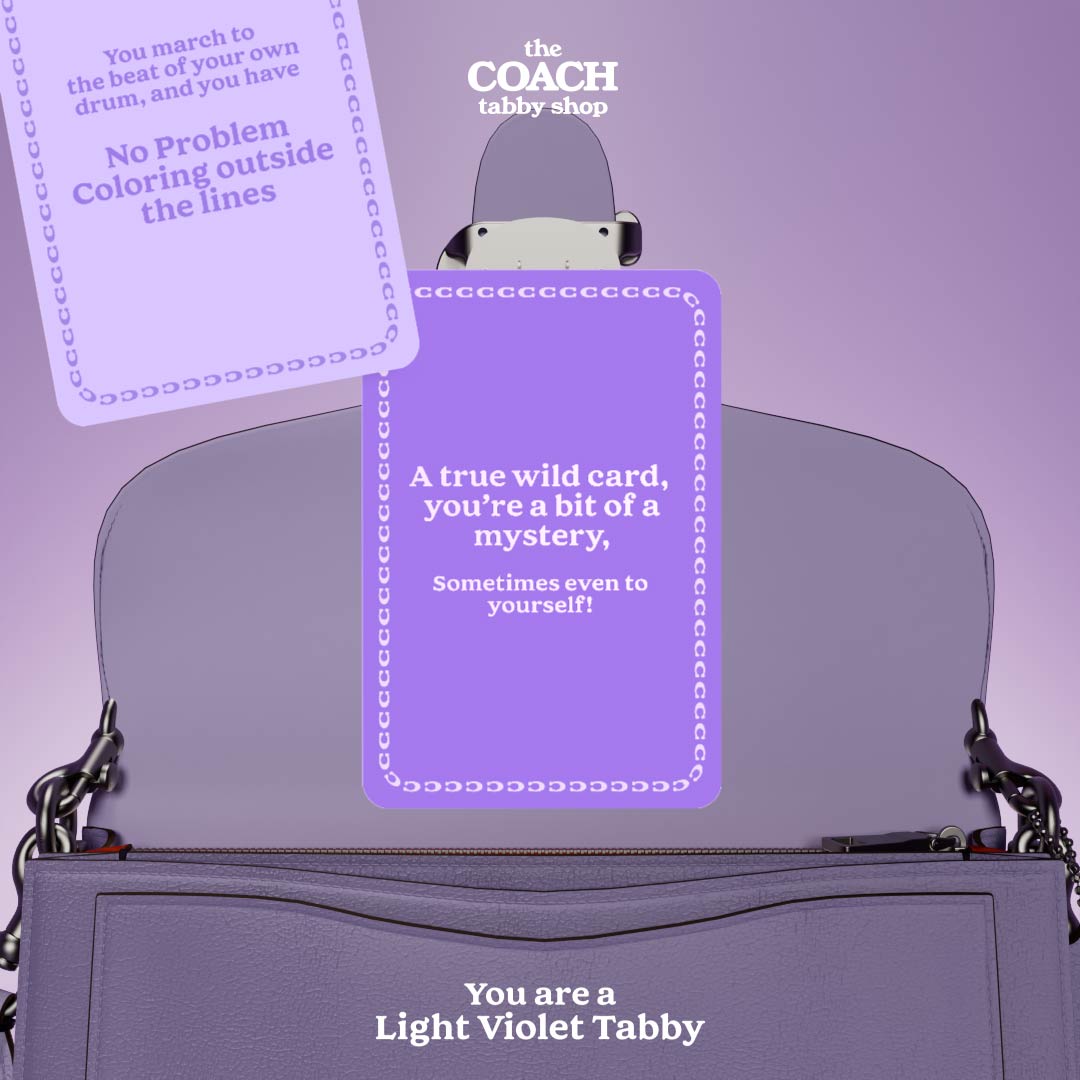 the
COACH
tabby shop
You march to
the beat of your own
drum, and you have
No Problem
Coloring outside
the lines
A true wild card,
you're a bit of a
mystery,
Sometimes even to
yourself!
You are a
Light Violet Tabby